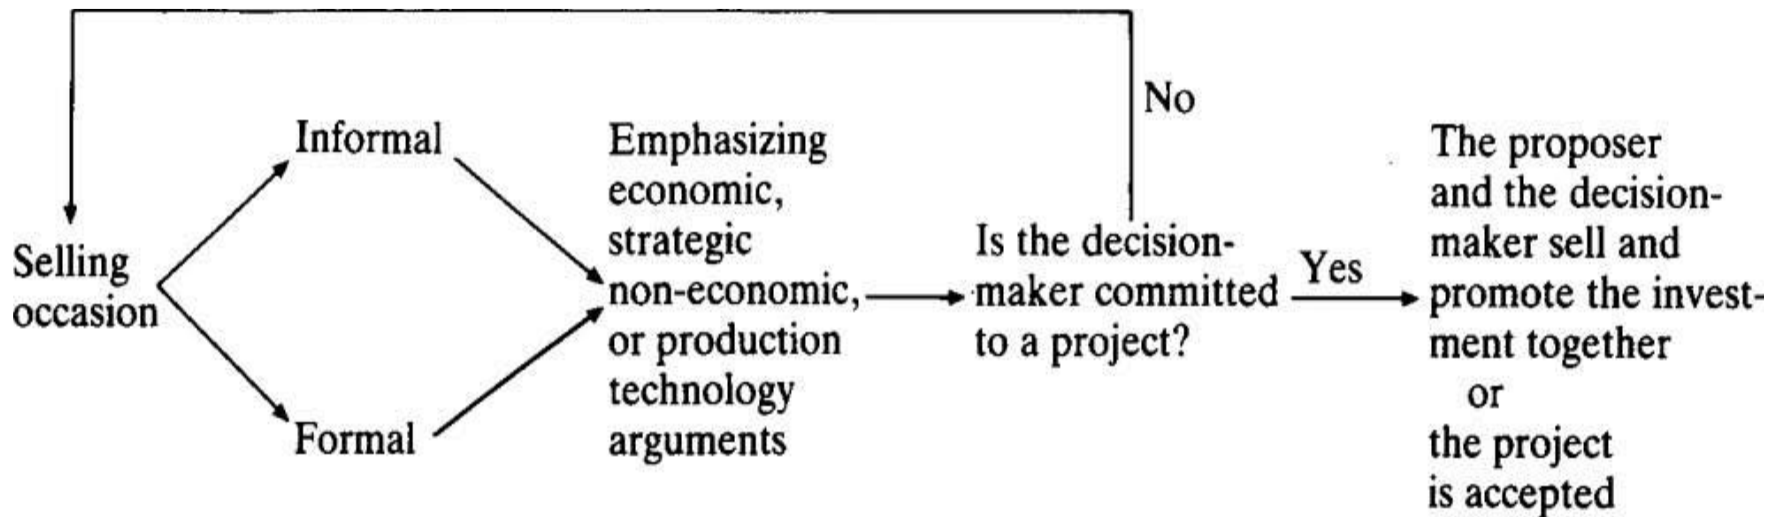 No
Informal
Emphasizing
economic,
strategic
non-economic,
or production
technology
arguments
The proposer
and the decision-
maker sell and
promote the invest-
ment together
or
the project
is accepted
Selling
occasion
Is the decision-
maker committed
to a project?
Yes
Formal